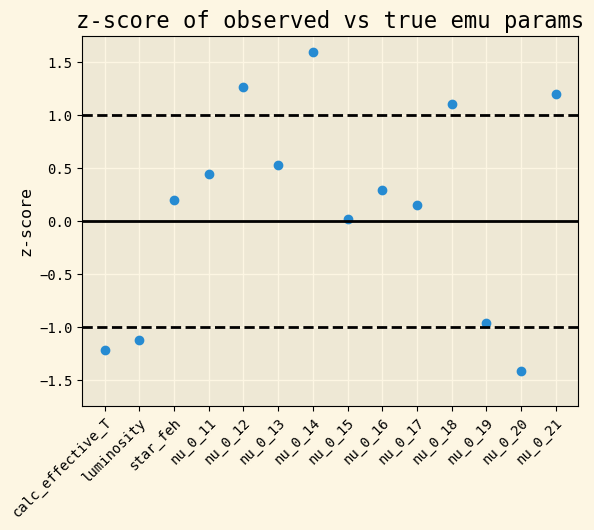 z-score of observed vs true emu params
z-score
1.5
1.0
0.5
0.0
−0.5
−1.0
−1.5
calc_effective_T
luminosity
star_feh
nu_0_11
nu_0_12
nu_0_13
nu_0_14
nu_0_15
nu_0_16
nu_0_17
nu_0_18
nu_0_19
nu_0_20
nu_0_21